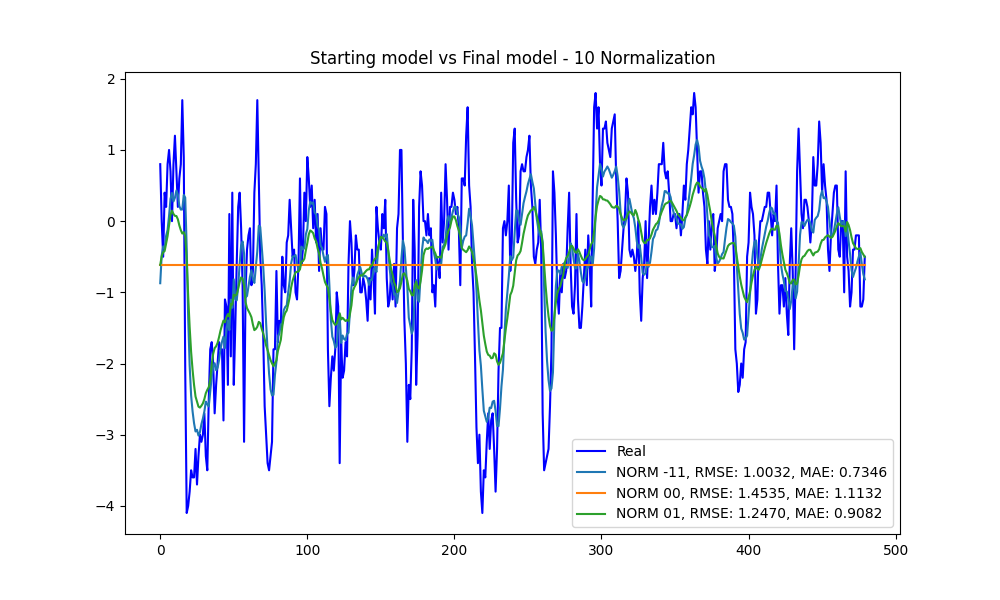 Starting model vs Final model - 10 Normalization
2
1
0
−1
−2
−3
−4
Real
NORM -11, RMSE: 1.0032, MAE: 0.7346
NORM 00, RMSE: 1.4535, MAE: 1.1132
NORM 01, RMSE: 1.2470, MAE: 0.9082
0 100 200 300 400 500